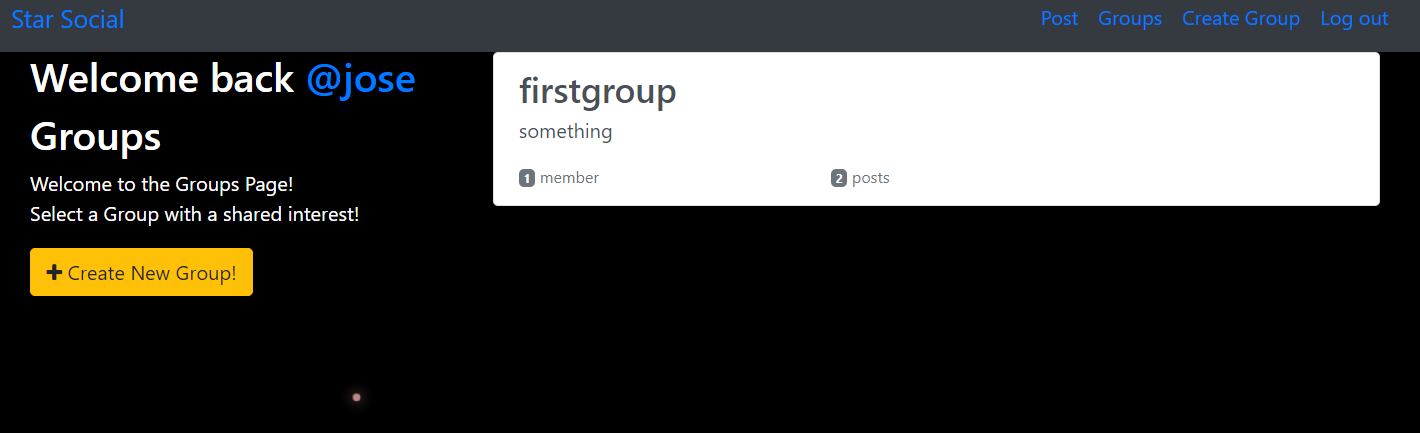 Star Social
Post Groups Create Group Log out
Welcome back @jose
Groups
Welcome to the Groups Page!
Select a Group with a shared interest!
Create New Group!
firstgroup
something
1 member
2 posts